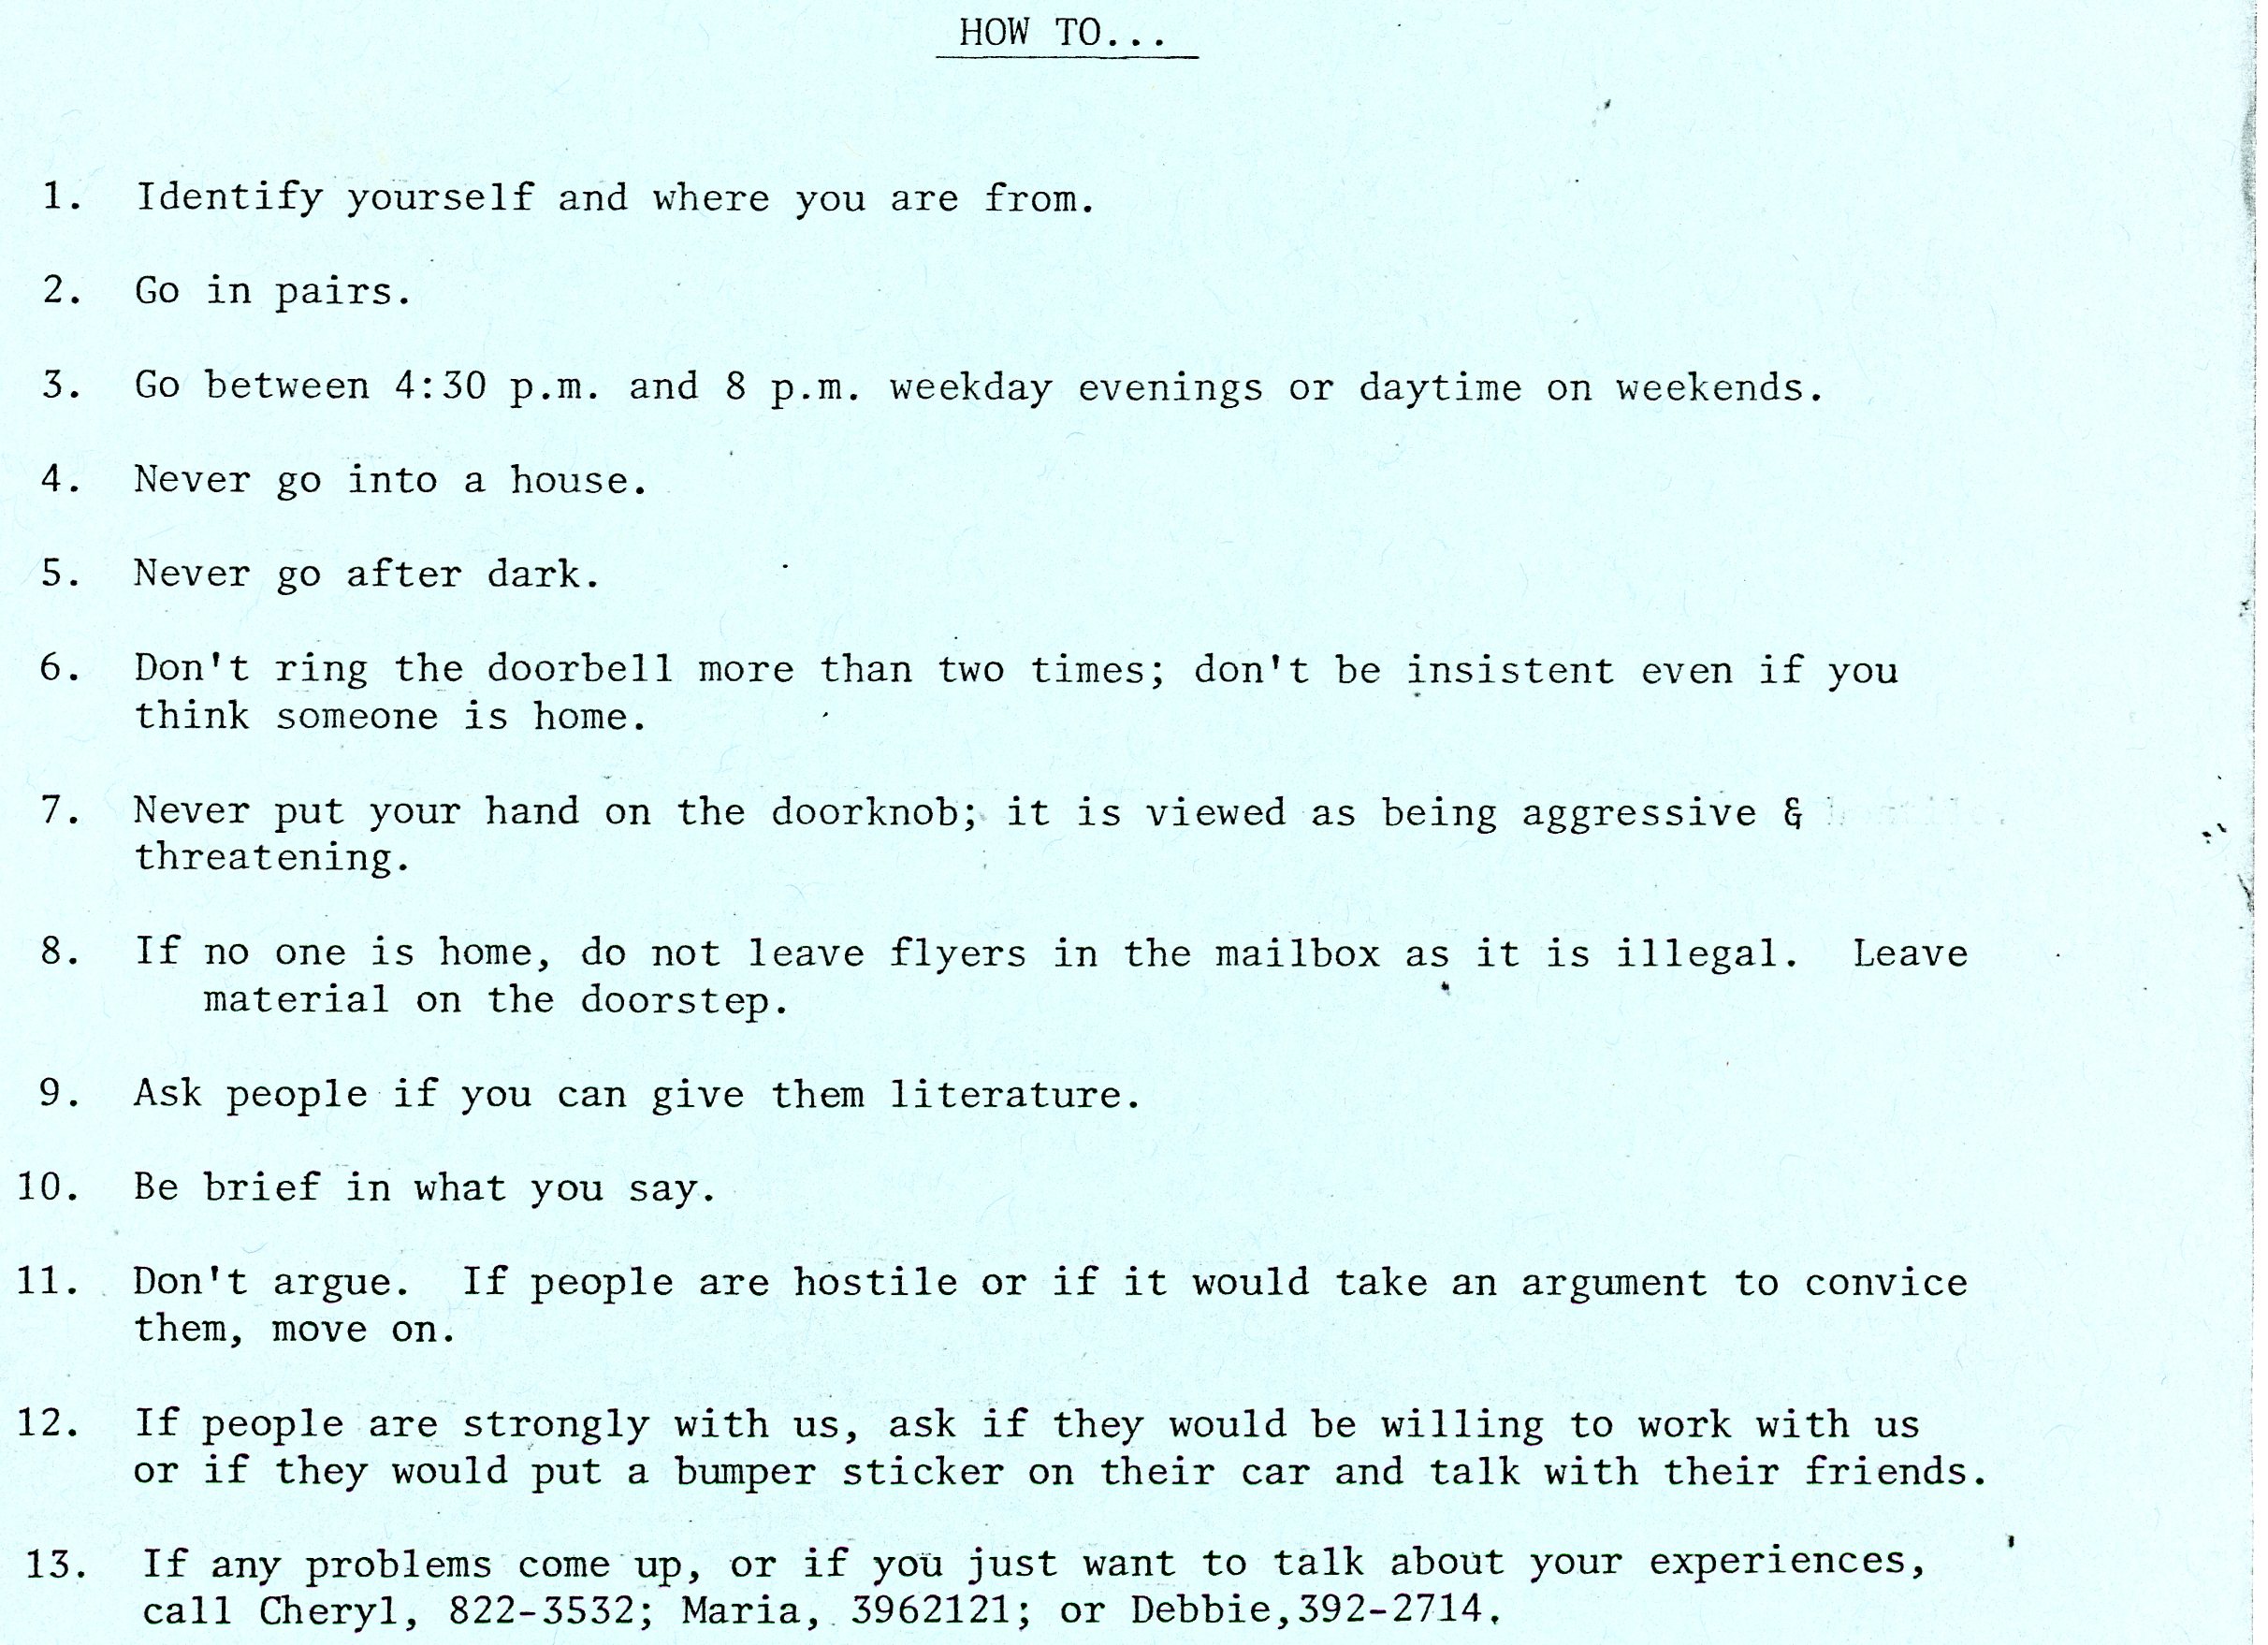 HOW TO...
1. Identify yourself and where you are from.
2. Go in pairs.
3. Go between 4:30 p.m. and 8 p.m. weekday evenings or daytime on weekends.
4. Never go into a house.
5. Never go after dark.
6. Don't ring the doorbell more than two times; don't be insistent even if you
think someone is home.
7. Never put your hand on the doorknob; it is viewed as being aggressive &
threatening.
8. If no one is home, do not leave flyers in the mailbox as it is illegal. Leave
material on the doorstep.
9. Ask people if you can give them literature.
10. Be brief in what you say.
11. Don't argue. If people are hostile or if it would take an argument to convice
them, move on.
12. If people are strongly with us, ask if they would be willing to work with us
or if they would put a bumper sticker on their car and talk with their friends.
13. If any problems come up, or if you just want to talk about your experiences,
call Cheryl, 822-3532; Maria, 3962121; or Debbie,392-2714.